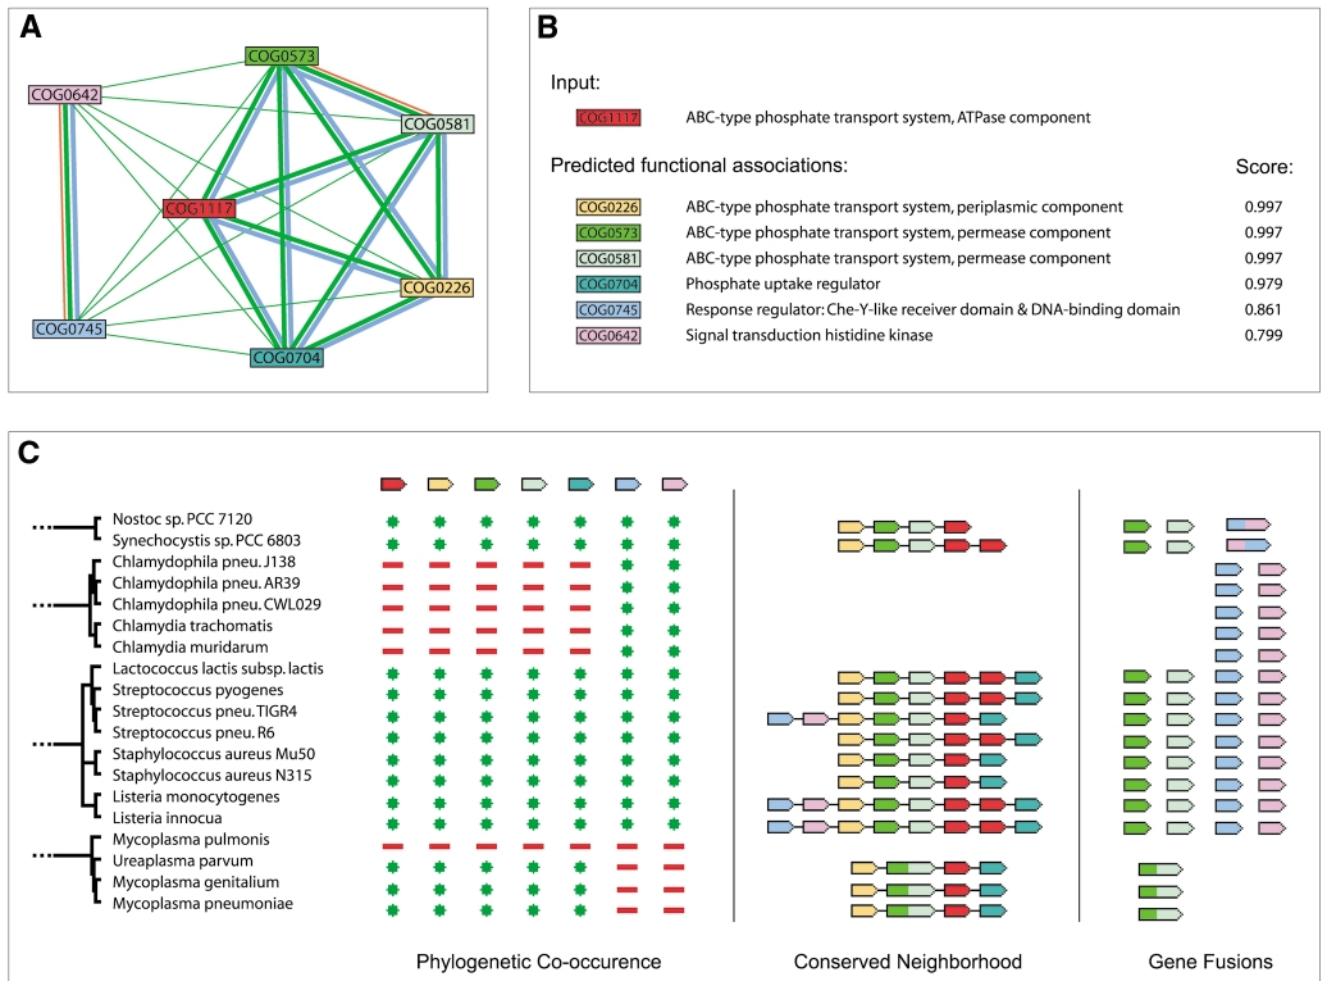 A
COG0573
COG0642
COG0581
COG1117
COG0226
COG0745
COG0704
B
Input:
COG1117 ABC-type phosphate transport system, ATPase component
Predicted functional associations: Score:
COG0226 ABC-type phosphate transport system, periplasmic component 0.997
COG0573 ABC-type phosphate transport system, permease component 0.997
COG0581 ABC-type phosphate transport system, permease component 0.997
COG0704 Phosphate uptake regulator 0.979
COG0745 Response regulator: Che-Y-like receiver domain & DNA-binding domain 0.861
COG0642 Signal transduction histidine kinase 0.799
C
Nostoc sp. PCC 7120
Synechocystis sp. PCC 6803
Chlamydophila pneu. J138
Chlamydophila pneu. AR39
Chlamydophila pneu. CWL029
Chlamydia trachomatis
Chlamydia muridarum
Lactococcus lactis subsp. lactis
Streptococcus pyogenes
Streptococcus pneu. TIGR4
Streptococcus pneu. R6
Staphylococcus aureus Mu50
Staphylococcus aureus N315
Listeria monocytogenes
Listeria innocua
Mycoplasma pulmonis
Ureaplasma parvum
Mycoplasma genitalium
Mycoplasma pneumoniae
Phylogenetic Co-occurence Conserved Neighborhood Gene Fusions